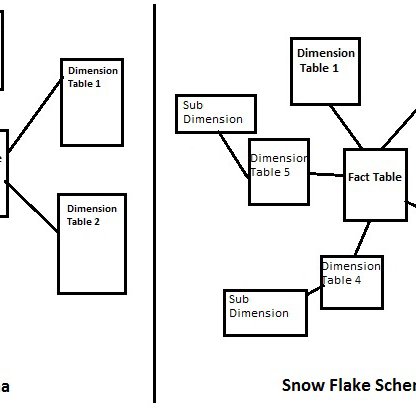 Dimension
Table 1
Dimension
Table 2
a
Dimension
Table 1
Sub
Dimension
Dimension
Table 5
Fact Table
Dimension
Table 4
Sub
Dimension
Snow Flake Scher